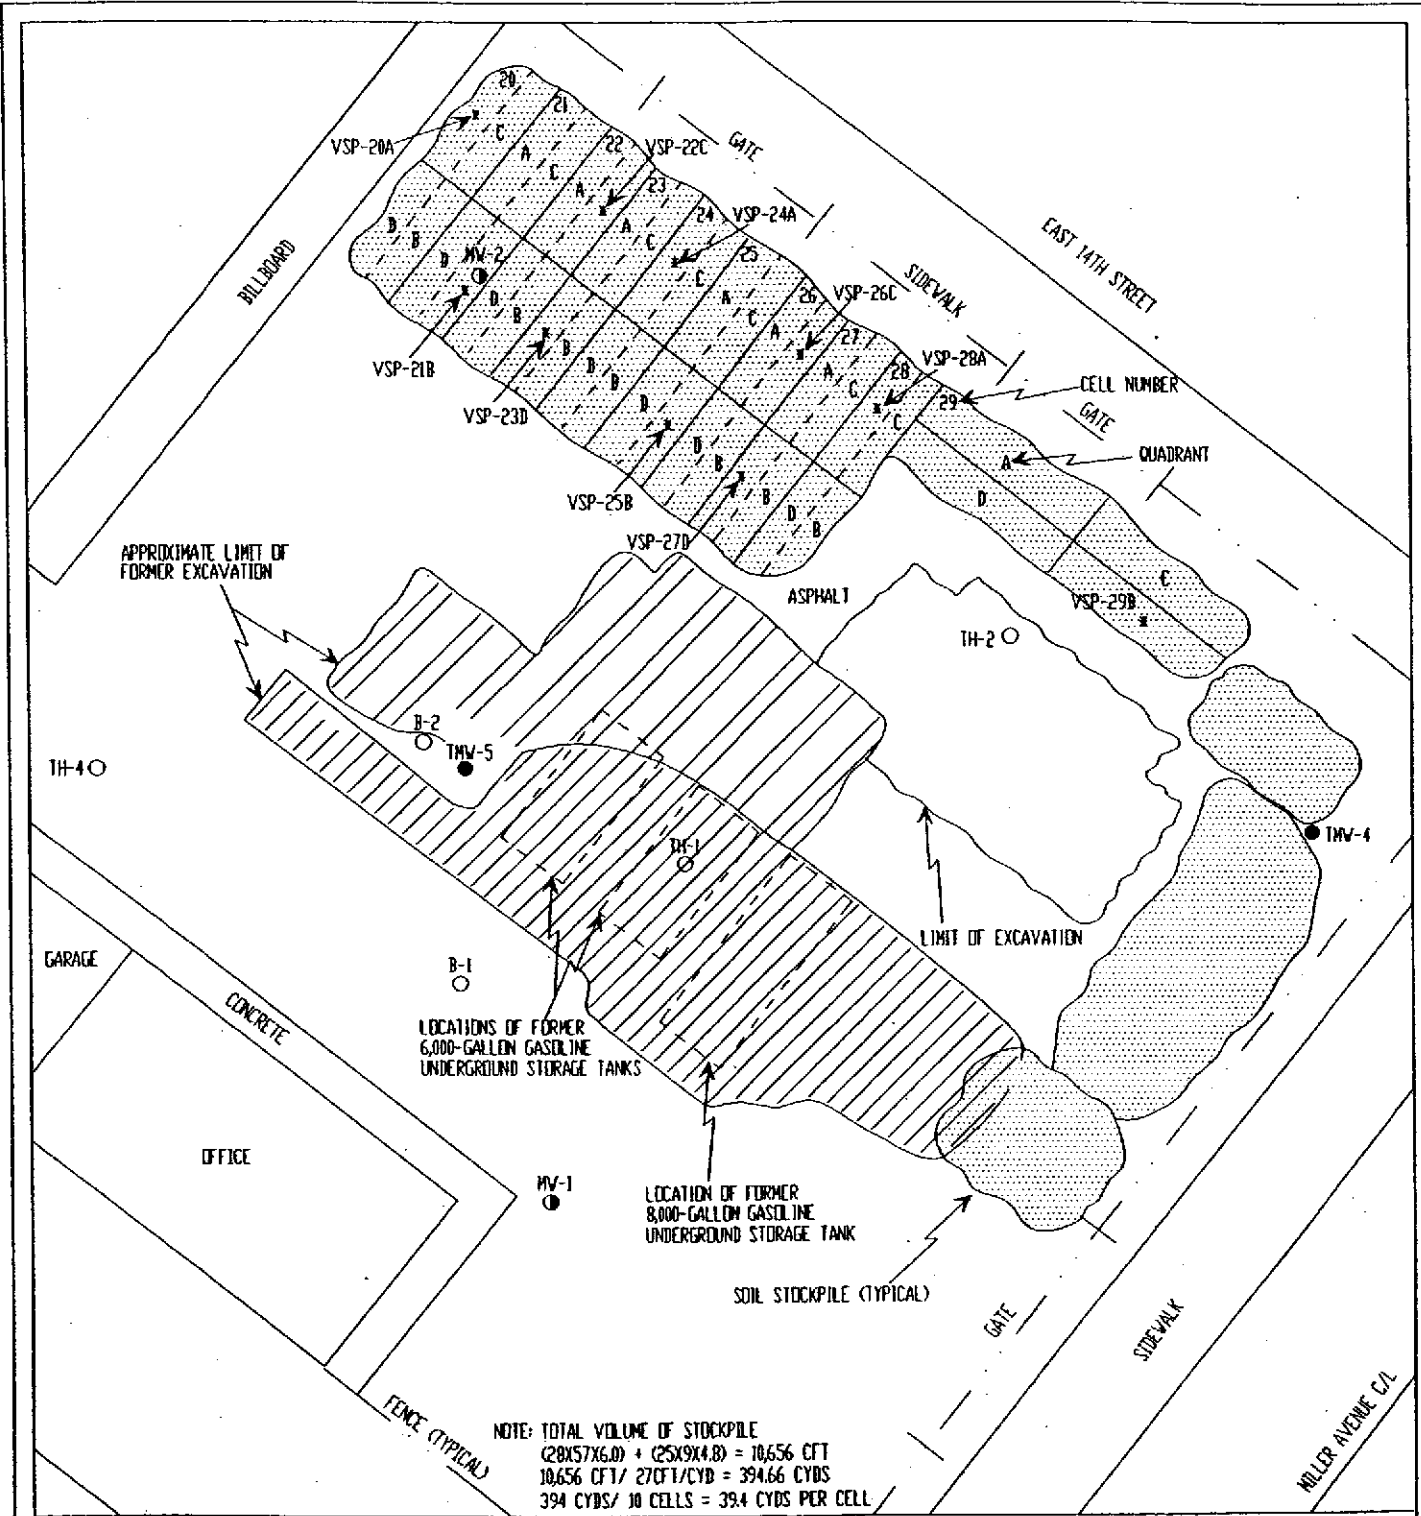 20
21
22
23
24
25
26
27
28
29
VSP-20A
VSP-22C
VSP-24A
VSP-26C
VSP-28A
VSP-21B
VSP-23D
VSP-25B
VSP-27D
VSP-29B
C
A
C
A
A
C
C
A
C
A
A
C
C
A
C
D
B
D
D
B
B
D
B
D
D
B
B
D
B
D
MW-2
GATE
SIDEWALK
EAST 14TH STREET
GATE
BILLBOARD
CELL NUMBER
QUADRANT
APPROXIMATE LIMIT OF
FORMER EXCAVATION
ASPHALT
TH-2
B-2
TMW-5
TH-4
TH-1
TMW-4
LIMIT OF EXCAVATION
GARAGE
CONCRETE
B-1
LOCATIONS OF FORMER
6,000-GALLON GASOLINE
UNDERGROUND STORAGE TANKS
OFFICE
MW-1
LOCATION OF FORMER
8,000-GALLON GASOLINE
UNDERGROUND STORAGE TANK
SOIL STOCKPILE (TYPICAL)
GATE
SIDEWALK
MILLER AVENUE C/L
FENCE (TYPICAL)
NOTE: TOTAL VOLUME OF STOCKPILE
(28X57X6.0) + (25X9X4.8) = 10,656 CFT
10,656 CFT/ 27CFT/CYD = 394.66 CYDS
394 CYDS/ 10 CELLS = 39.4 CYDS PER CELL